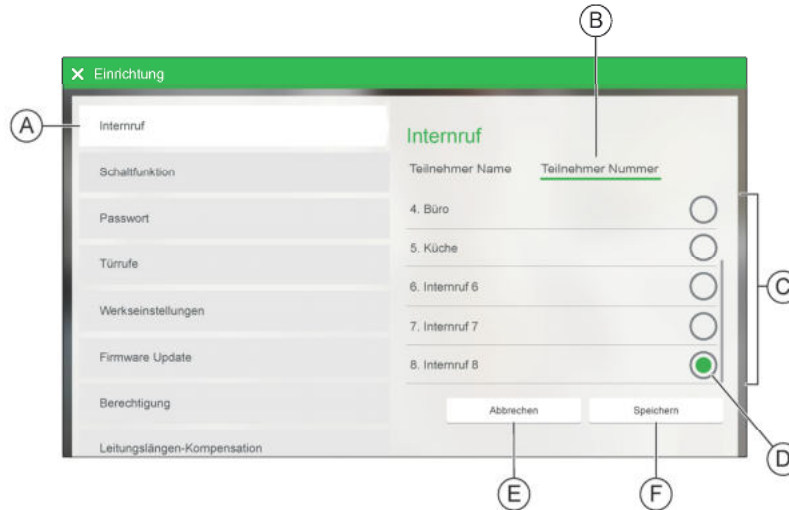 B
X Einrichtung
A
Internruf
Schaltfunktion
Passwort
Türrufe
Werkseinstellungen
Firmware Update
Berechtigung
Leitungslängen-Kompensation
Internruf
Teilnehmer Name Teilnehmer Nummer
4. Büro
5. Küche
6. Internruf 6
7. Internruf 7
8. Internruf 8
C
Abbrechen Speichern
D
E F